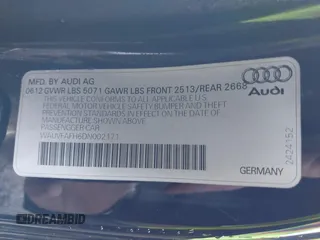 MFD. BY AUDI AG
0612 GVWR LBS 5071 GAWR LBS FRONT 2513/REAR 2668
THIS VEHICLE CONFORMS TO ALL APPLICABLE
FEDERAL MOTOR VEHICLE SAFETY, BUMPER AND THEFT
PREVENTION STANDARDS IN EFFECT ON THE
DATE OF MANUFACTURE SHOWN ABOVE.
PASSENGER CAR
Audi
GERMANY
2424152
DREAMBID